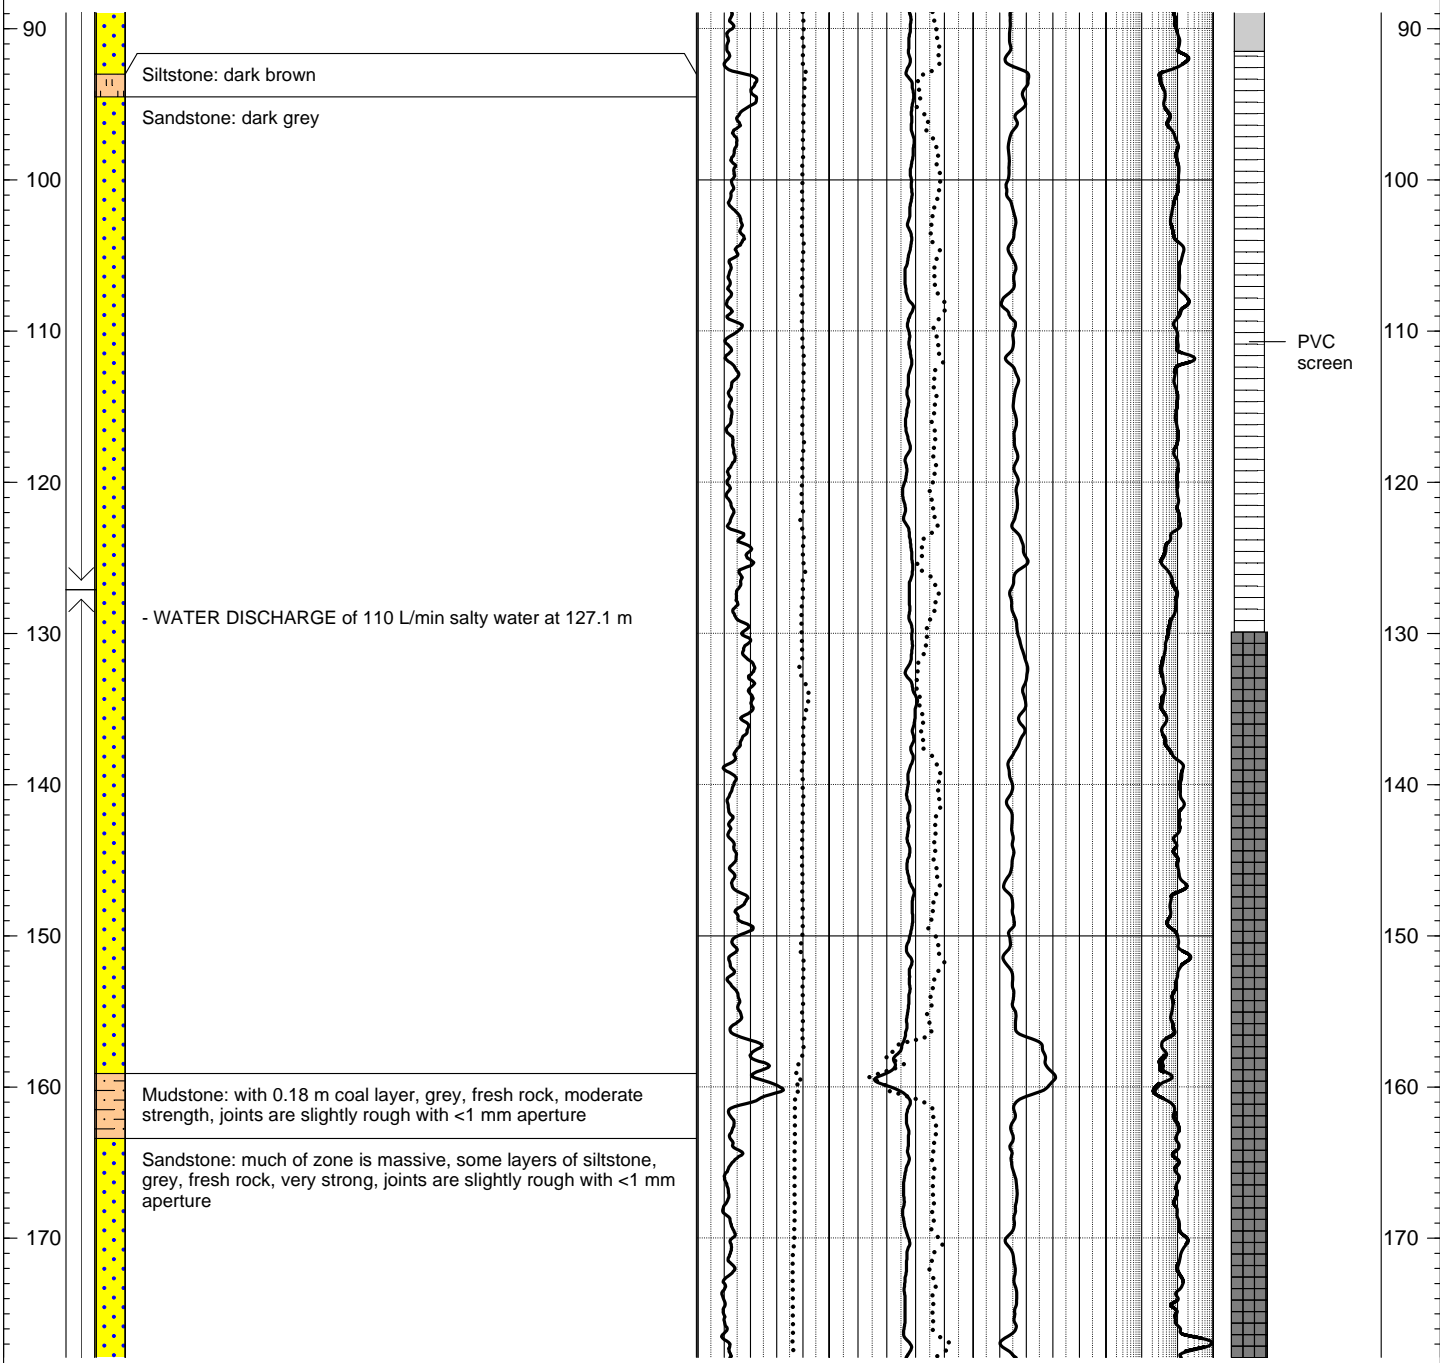 90
90
Siltstone: dark brown
Sandstone: dark grey
100
100
110
110
PVC
screen
120
120
- WATER DISCHARGE of 110 L/min salty water at 127.1 m
130
130
140
140
150
150
160
160
Mudstone: with 0.18 m coal layer, grey, fresh rock, moderate
strength, joints are slightly rough with <1 mm aperture
Sandstone: much of zone is massive, some layers of siltstone,
grey, fresh rock, very strong, joints are slightly rough with <1 mm
aperture
170
170